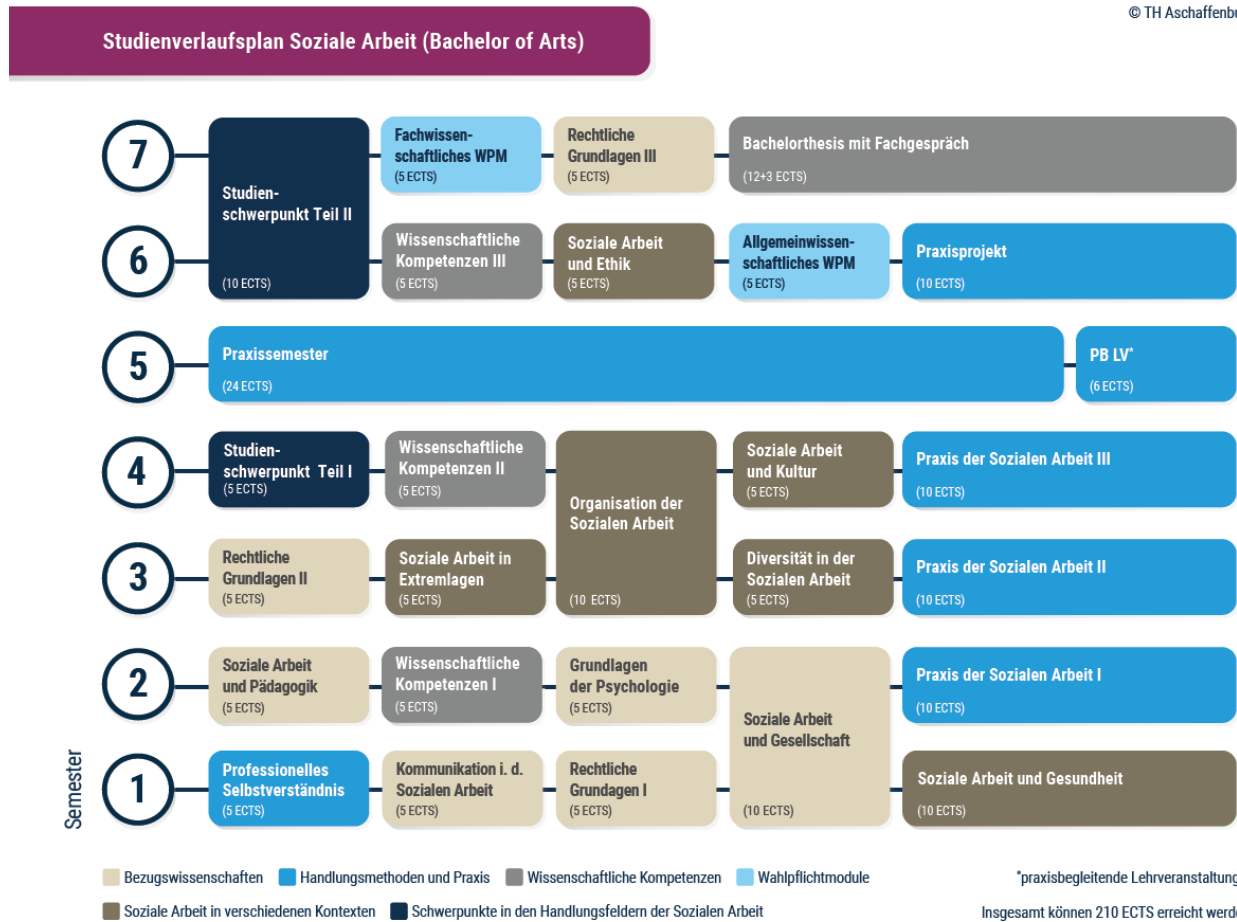 © TH Aschaffenbu
Studienverlaufsplan Soziale Arbeit (Bachelor of Arts)
7
Studien-
schwerpunkt Teil II
(10 ECTS)
Fachwissen-
schaftliches WPM
(5 ECTS)
Rechtliche
Grundlagen III
(5 ECTS)
Bachelorthesis mit Fachgespräch
(12+3 ECTS)
6
Wissenschaftliche
Kompetenzen III
(5 ECTS)
Soziale Arbeit
und Ethik
(5 ECTS)
Allgemeinwissen-
schaftliches WPM
(5 ECTS)
Praxisprojekt
(10 ECTS)
5
Praxissemester
(24 ECTS)
PB LV*
(6 ECTS)
4
Studien-
schwerpunkt Teil I
(5 ECTS)
Wissenschaftliche
Kompetenzen II
(5 ECTS)
Organisation der
Sozialen Arbeit
(10 ECTS)
Soziale Arbeit
und Kultur
(5 ECTS)
Praxis der Sozialen Arbeit III
(10 ECTS)
3
Rechtliche
Grundlagen II
(5 ECTS)
Soziale Arbeit in
Extremlagen
(5 ECTS)
Diversität in der
Sozialen Arbeit
(5 ECTS)
Praxis der Sozialen Arbeit II
(10 ECTS)
2
Soziale Arbeit
und Pädagogik
(5 ECTS)
Wissenschaftliche
Kompetenzen I
(5 ECTS)
Grundlagen
der Psychologie
(5 ECTS)
Soziale Arbeit
und Gesellschaft
(10 ECTS)
Praxis der Sozialen Arbeit I
(10 ECTS)
Semester
1
Professionelles
Selbstverständnis
(5 ECTS)
Kommunikation i. d.
Sozialen Arbeit
(5 ECTS)
Rechtliche
Grundagen I
(5 ECTS)
Soziale Arbeit und Gesundheit
(10 ECTS)
Bezugswissenschaften Handlungsmethoden und Praxis Wissenschaftliche Kompetenzen Wahlpflichtmodule
*praxisbegleitende Lehrveranstaltung
Soziale Arbeit in verschiedenen Kontexten Schwerpunkte in den Handlungsfeldern der Sozialen Arbeit
Insgesamt können 210 ECTS erreicht werd